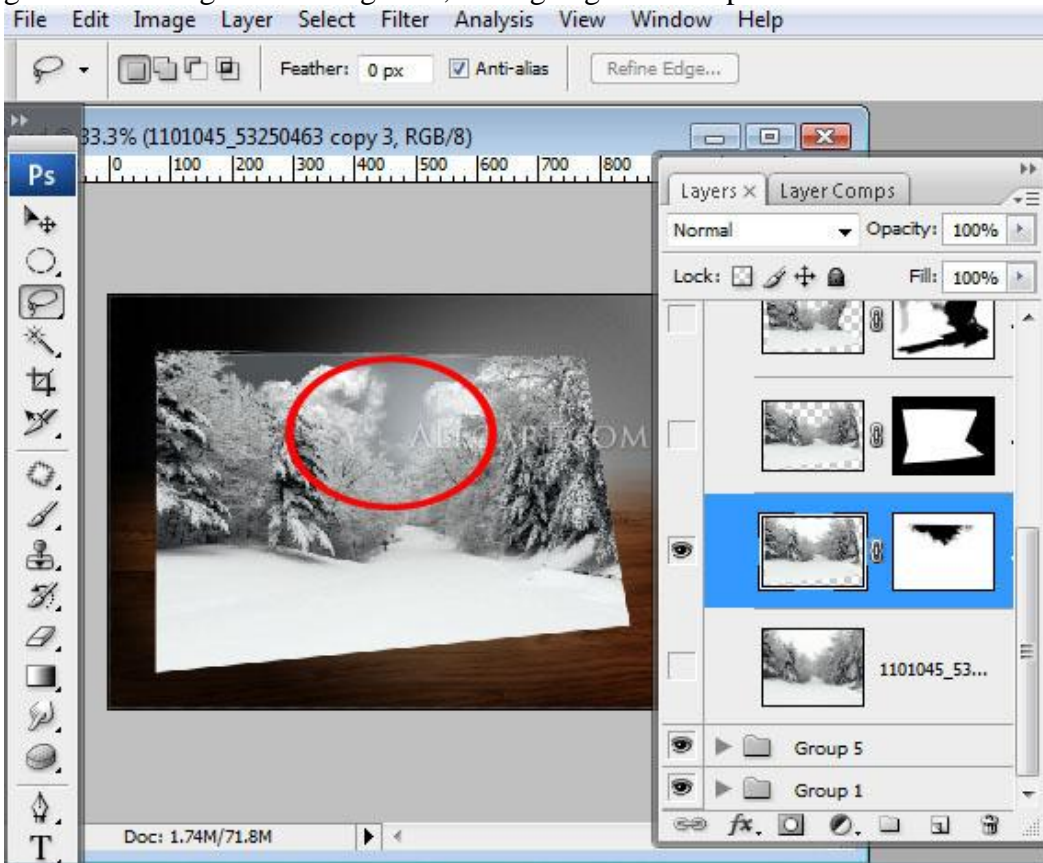 File Edit Image Layer Select Filter Analysis View Window Help
Feather: 0 px Anti-alias Refine Edge...
33.3% (1101045_53250463 copy 3, RGB/8)
0 100 200 300 400 500 600 700 800
Ps
Layers × Layer Comps
Normal Opacity: 100%
Lock: Fill: 100%
1101045_53...
Group 5
Group 1
fx.
Doc: 1.74M/71.8M
T